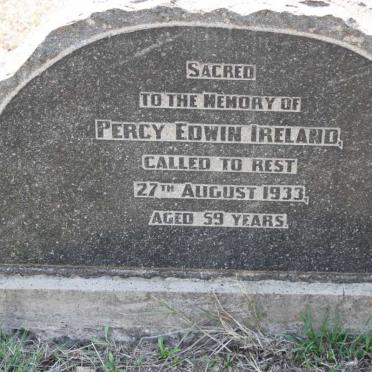 Sacred
to the Memory of
Percy Edwin Ireland,
called to rest
27th August 1933,
aged 59 years.